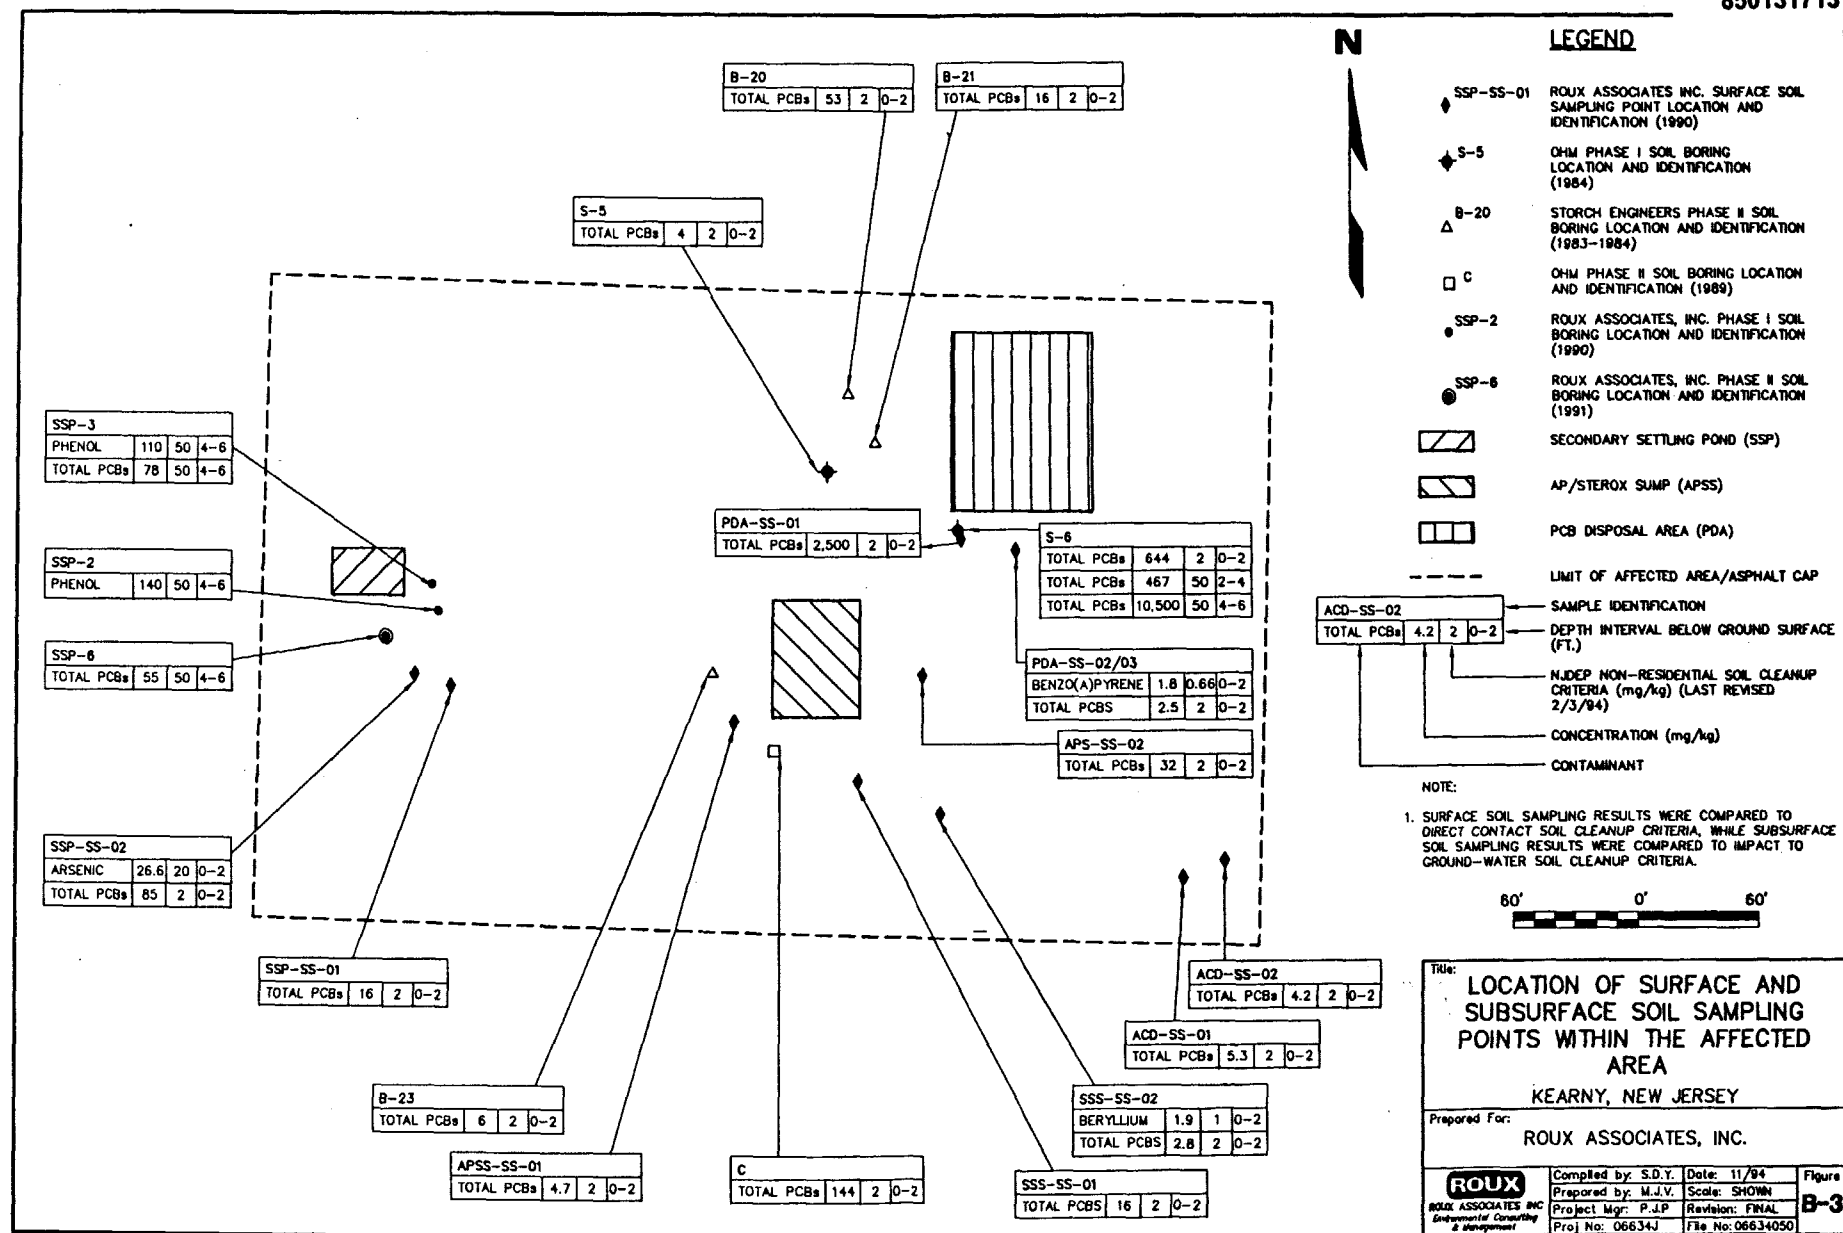 850131713
N
LEGEND
SSP-SS-01 ROUX ASSOCIATES INC. SURFACE SOIL
SAMPLING POINT LOCATION AND
IDENTIFICATION (1990)
S-5 OHM PHASE I SOIL BORING
LOCATION AND IDENTIFICATION
(1984)
B-20 STORCH ENGINEERS PHASE II SOIL
BORING LOCATION AND IDENTIFICATION
(1983-1984)
C OHM PHASE II SOIL BORING LOCATION
AND IDENTIFICATION (1989)
SSP-2 ROUX ASSOCIATES, INC. PHASE I SOIL
BORING LOCATION AND IDENTIFICATION
(1990)
SSP-6 ROUX ASSOCIATES, INC. PHASE II SOIL
BORING LOCATION AND IDENTIFICATION
(1991)
SECONDARY SETTLING POND (SSP)
AP/STEROX SUMP (APSS)
PCB DISPOSAL AREA (PDA)
LIMIT OF AFFECTED AREA/ASPHALT CAP
ACD-SS-02 SAMPLE IDENTIFICATION
TOTAL PCBs 4.2 2 0-2 DEPTH INTERVAL BELOW GROUND SURFACE
(FT.)
NJDEP NON-RESIDENTIAL SOIL CLEANUP
CRITERIA (mg/kg) (LAST REVISED
2/3/94)
CONCENTRATION (mg/kg)
CONTAMINANT
NOTE:
1. SURFACE SOIL SAMPLING RESULTS WERE COMPARED TO
DIRECT CONTACT SOIL CLEANUP CRITERIA, WHILE SUBSURFACE
SOIL SAMPLING RESULTS WERE COMPARED TO IMPACT TO
GROUND-WATER SOIL CLEANUP CRITERIA.
60' 0' 60'
B-20
TOTAL PCBs 53 2 0-2
B-21
TOTAL PCBs 16 2 0-2
S-5
TOTAL PCBs 4 2 0-2
SSP-3
PHENOL 110 50 4-6
TOTAL PCBs 78 50 4-6
PDA-SS-01
TOTAL PCBs 2,500 2 0-2
S-6
TOTAL PCBs 644 2 0-2
TOTAL PCBs 467 50 2-4
TOTAL PCBs 10,500 50 4-6
SSP-2
PHENOL 140 50 4-6
SSP-6
TOTAL PCBs 55 50 4-6
PDA-SS-02/03
BENZO(A)PYRENE 1.8 0.66 0-2
TOTAL PCBS 2.5 2 0-2
APS-SS-02
TOTAL PCBs 32 2 0-2
SSP-SS-02
ARSENIC 26.6 20 0-2
TOTAL PCBs 85 2 0-2
SSP-SS-01
TOTAL PCBs 16 2 0-2
ACD-SS-02
TOTAL PCBs 4.2 2 0-2
ACD-SS-01
TOTAL PCBs 5.3 2 0-2
B-23
TOTAL PCBs 6 2 0-2
SSS-SS-02
BERYLLIUM 1.9 1 0-2
TOTAL PCBS 2.8 2 0-2
APSS-SS-01
TOTAL PCBs 4.7 2 0-2
C
TOTAL PCBs 144 2 0-2
SSS-SS-01
TOTAL PCBS 16 2 0-2
Title:
LOCATION OF SURFACE AND
SUBSURFACE SOIL SAMPLING
POINTS WITHIN THE AFFECTED
AREA
KEARNY, NEW JERSEY
Prepared For:
ROUX ASSOCIATES, INC.
ROUX
ROUX ASSOCIATES INC
Environmental Consulting
& Management
Compiled by: S.D.Y. Date: 11/94
Prepared by: M.J.V. Scale: SHOWN
Project Mgr: P.J.P Revision: FINAL
Proj No: 06634J File No: 06634050
Figure
B-3